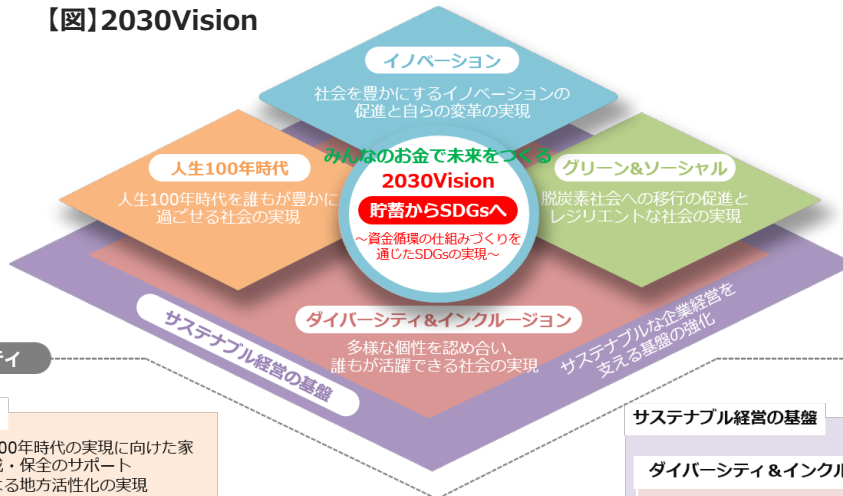 【図】2030Vision
イノベーション
社会を豊かにするイノベーションの
促進と自らの変革の実現
人生100年時代
人生100年時代を誰もが豊かに
過ごせる社会の実現
みんなのお金で未来をつくる
2030Vision
貯蓄からSDGsへ
～資金循環の仕組みづくりを
通じたSDGsの実現～
グリーン&ソーシャル
脱炭素社会への移行の促進と
レジリエントな社会の実現
ダイバーシティ&インクルージョン
多様な個性を認め合い、
誰もが活躍できる社会の実現
サステナブル経営の基盤
サステナブルな企業経営を
支える基盤の強化
ティ
00年時代の実現に向けた家
・保全のサポート
る地方活性化の実現
サステナブル経営の基盤
ダイバーシティ&インクル